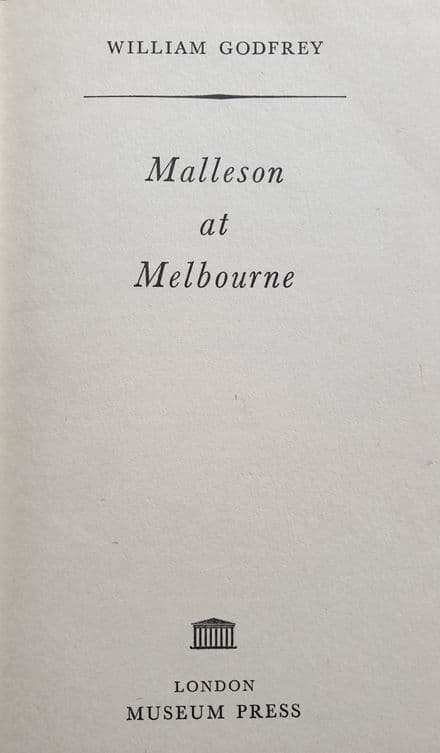 WILLIAM GODFREY
Malleson
at
Melbourne
LONDON
MUSEUM PRESS